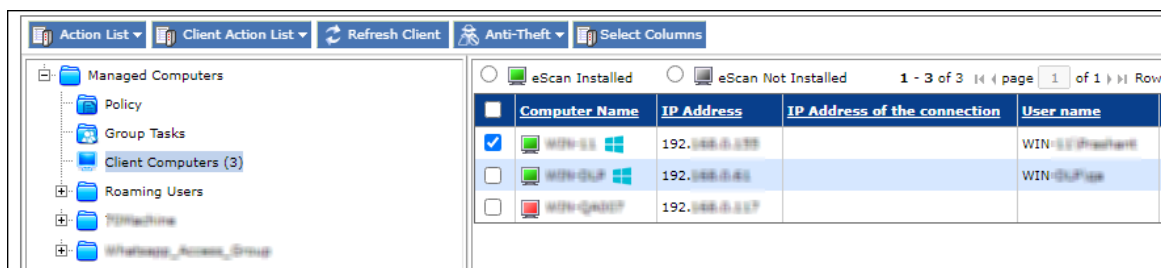 Action List Client Action List Refresh Client Anti-Theft Select Columns
Managed Computers
Policy
Group Tasks
Client Computers (3)
Roaming Users
eScan Installed eScan Not Installed 1 - 3 of 3 page 1 of 1 Row
Computer Name IP Address IP Address of the connection User name
192. WIN-
192. WIN-
192.